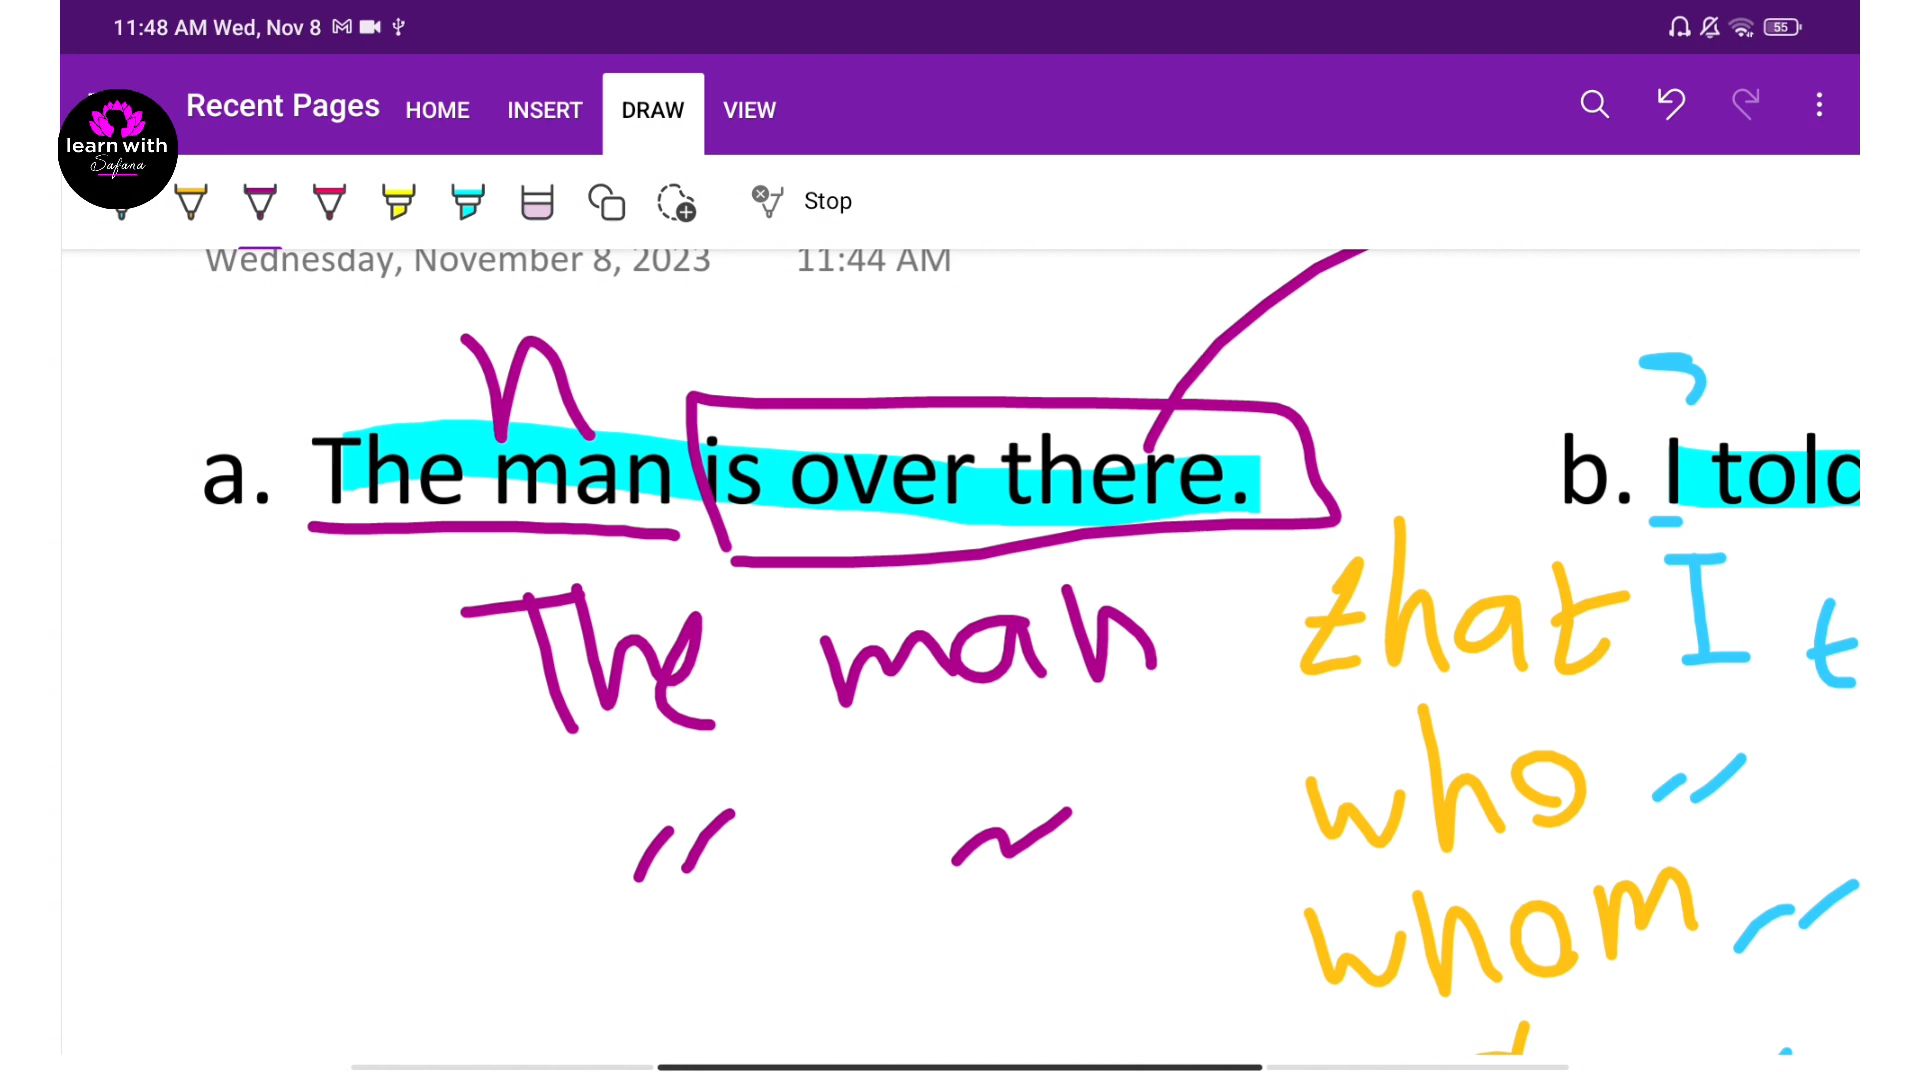 11:48 AM Wed, Nov 8
55
learn with
Safana
Recent Pages HOME INSERT DRAW VIEW
Stop
Wednesday, November 8, 2023 11:44 AM
n
a. The man is over there. b. I told
The man that I t
" ~ who "
whom "